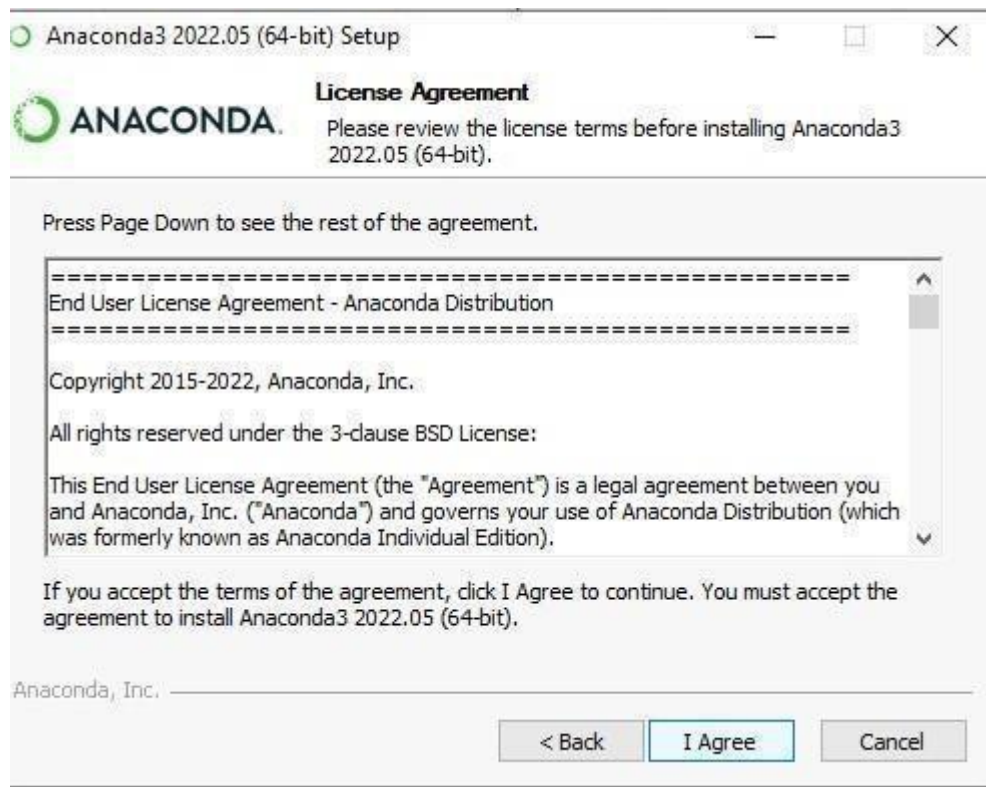 Anaconda3 2022.05 (64-bit) Setup
ANACONDA.
License Agreement
Please review the license terms before installing Anaconda3
2022.05 (64-bit).
Press Page Down to see the rest of the agreement.
==================================================
End User License Agreement - Anaconda Distribution
==================================================
Copyright 2015-2022, Anaconda, Inc.
All rights reserved under the 3-clause BSD License:
This End User License Agreement (the "Agreement") is a legal agreement between you
and Anaconda, Inc. ("Anaconda") and governs your use of Anaconda Distribution (which
was formerly known as Anaconda Individual Edition).
If you accept the terms of the agreement, click I Agree to continue. You must accept the
agreement to install Anaconda3 2022.05 (64-bit).
Anaconda, Inc.
< Back
I Agree
Cancel